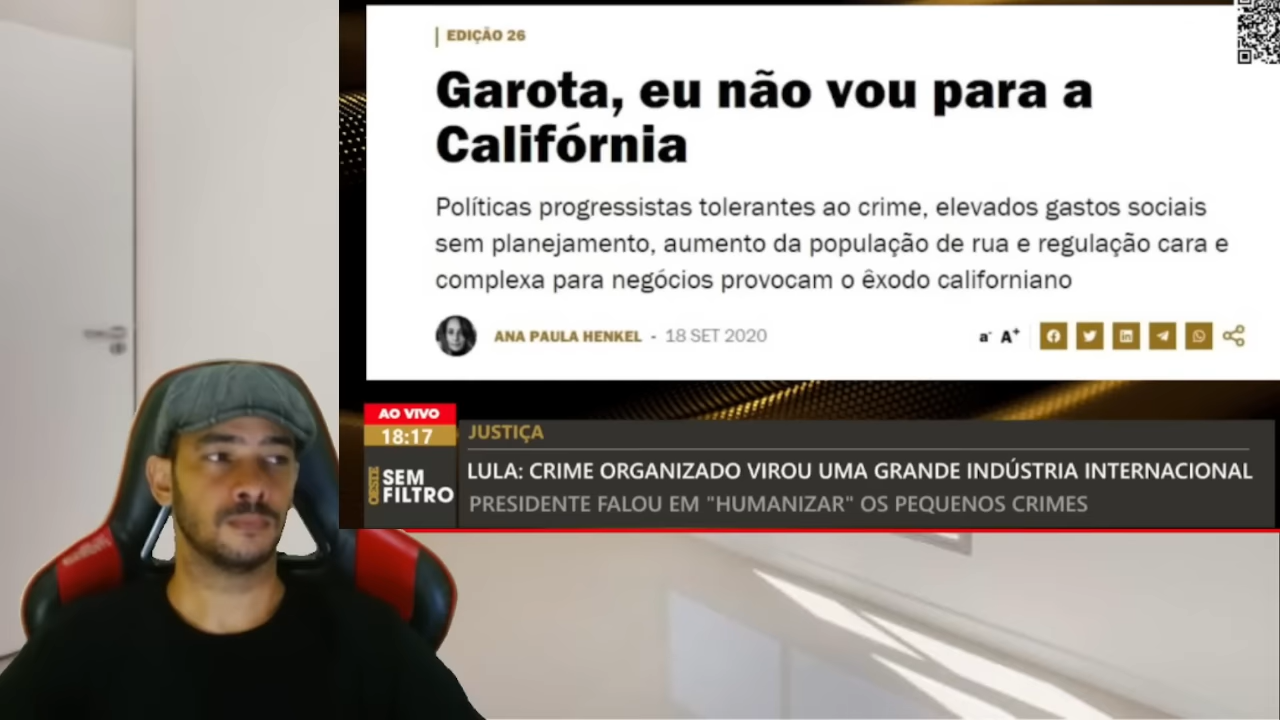 EDIÇÃO 26
Garota, eu não vou para a
Califórnia
Políticas progressistas tolerantes ao crime, elevados gastos sociais
sem planejamento, aumento da população de rua e regulação cara e
complexa para negócios provocam o êxodo californiano
ANA PAULA HENKEL - 18 SET 2020
a- A+
AO VIVO
18:17
JUSTIÇA
OESTE
SEM
FILTRO
LULA: CRIME ORGANIZADO VIROU UMA GRANDE INDÚSTRIA INTERNACIONAL
PRESIDENTE FALOU EM "HUMANIZAR" OS PEQUENOS CRIMES